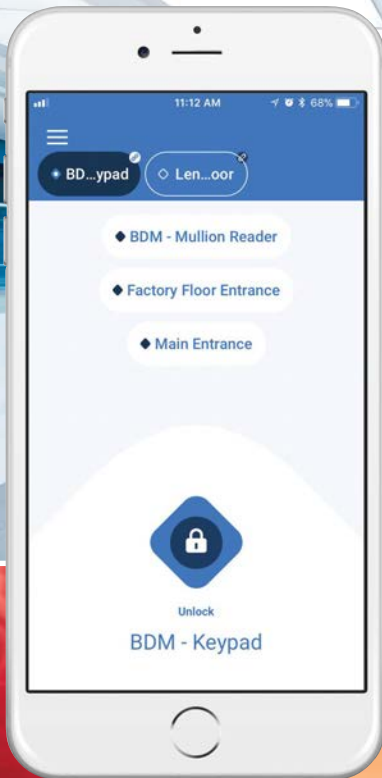 11:12 AM
68%
BD...ypad
Len...oor
BDM - Mullion Reader
Factory Floor Entrance
Main Entrance
Unlock
BDM - Keypad